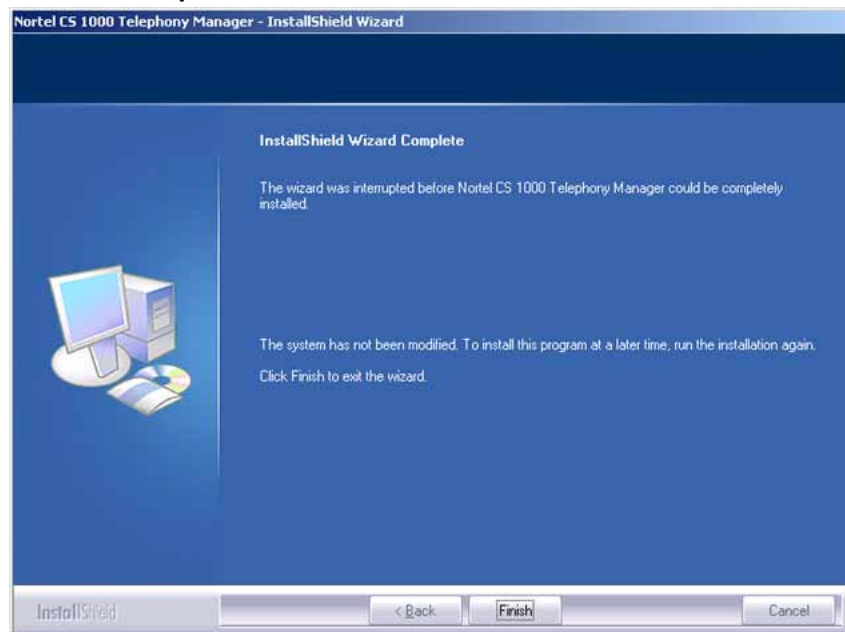 Nortel CS 1000 Telephony Manager - InstallShield Wizard
InstallShield Wizard Complete
The wizard was interrupted before Nortel CS 1000 Telephony Manager could be completely
installed.
The system has not been modified. To install this program at a later time, run the installation again.
Click Finish to exit the wizard.
InstallShield
< Back
Finish
Cancel